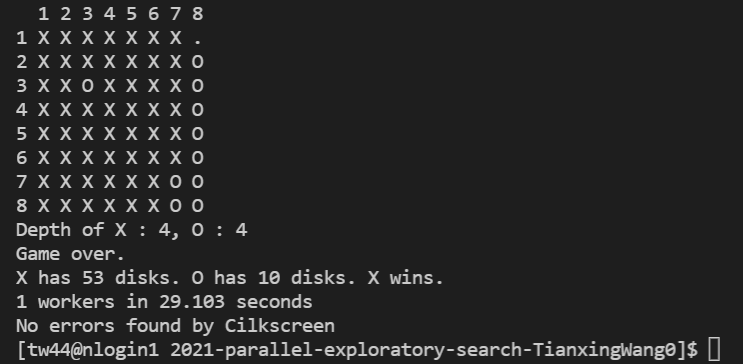 1 2 3 4 5 6 7 8
1 X X X X X X X .
2 X X X X X X X O
3 X X O X X X X O
4 X X X X X X X O
5 X X X X X X X O
6 X X X X X X X O
7 X X X X X X O O
8 X X X X X X O O
Depth of X : 4, O : 4
Game over.
X has 53 disks. O has 10 disks. X wins.
1 workers in 29.103 seconds
No errors found by Cilkscreen
[tw44@nlogin1 2021-parallel-exploratory-search-TianxingWang0]$